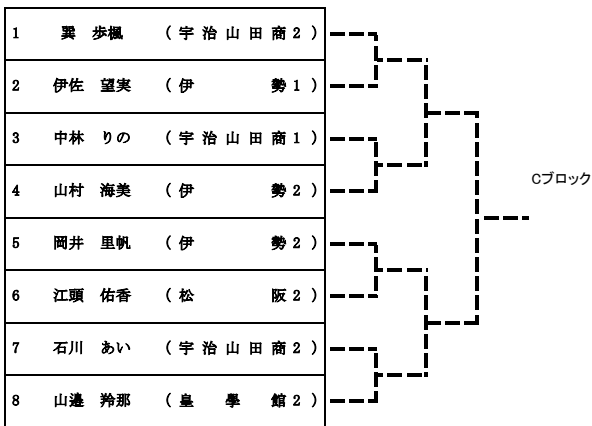 1 巽 歩楓 (宇治山田商2)
2 伊佐 望実 (伊勢1)
3 中林 りの (宇治山田商1)
4 山村 海美 (伊勢2)
Cブロック
5 岡井 里帆 (伊勢2)
6 江頭 佑香 (松阪2)
7 石川 あい (宇治山田商2)
8 山邉 羚那 (皇學館2)